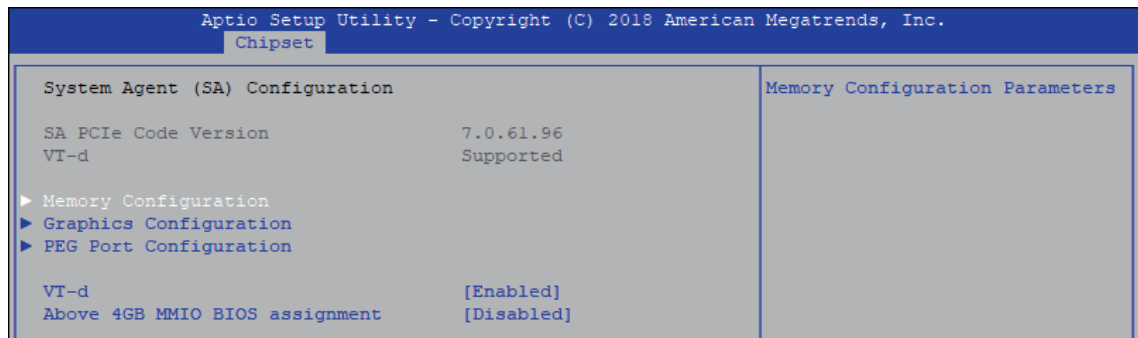 Aptio Setup Utility - Copyright (C) 2018 American Megatrends, Inc.
Chipset
System Agent (SA) Configuration
Memory Configuration Parameters
SA PCIe Code Version 7.0.61.96
VT-d Supported
► Memory Configuration
► Graphics Configuration
► PEG Port Configuration
VT-d [Enabled]
Above 4GB MMIO BIOS assignment [Disabled]